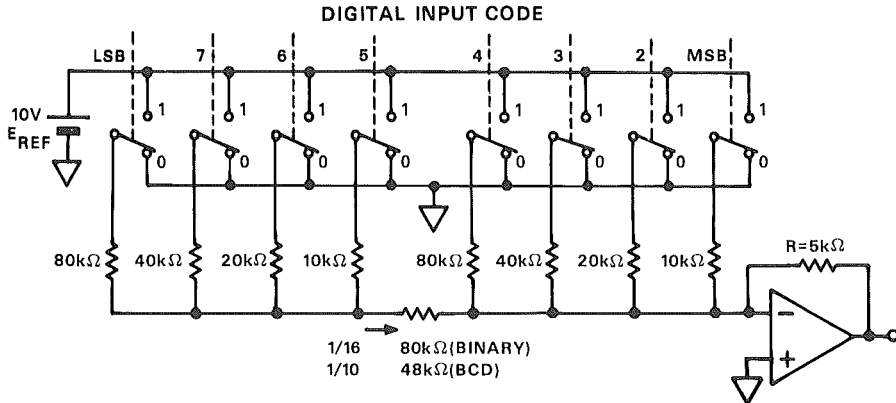 DIGITAL INPUT CODE
LSB 7 6 5 4 3 2 MSB
1 1 1 1 1 1 1 1
10V
E_REF
0 0 0 0 0 0 0 0
80kΩ 40kΩ 20kΩ 10kΩ 80kΩ 40kΩ 20kΩ 10kΩ
R=5kΩ
−
+
1/16 80kΩ(BINARY)
1/10 48kΩ(BCD)